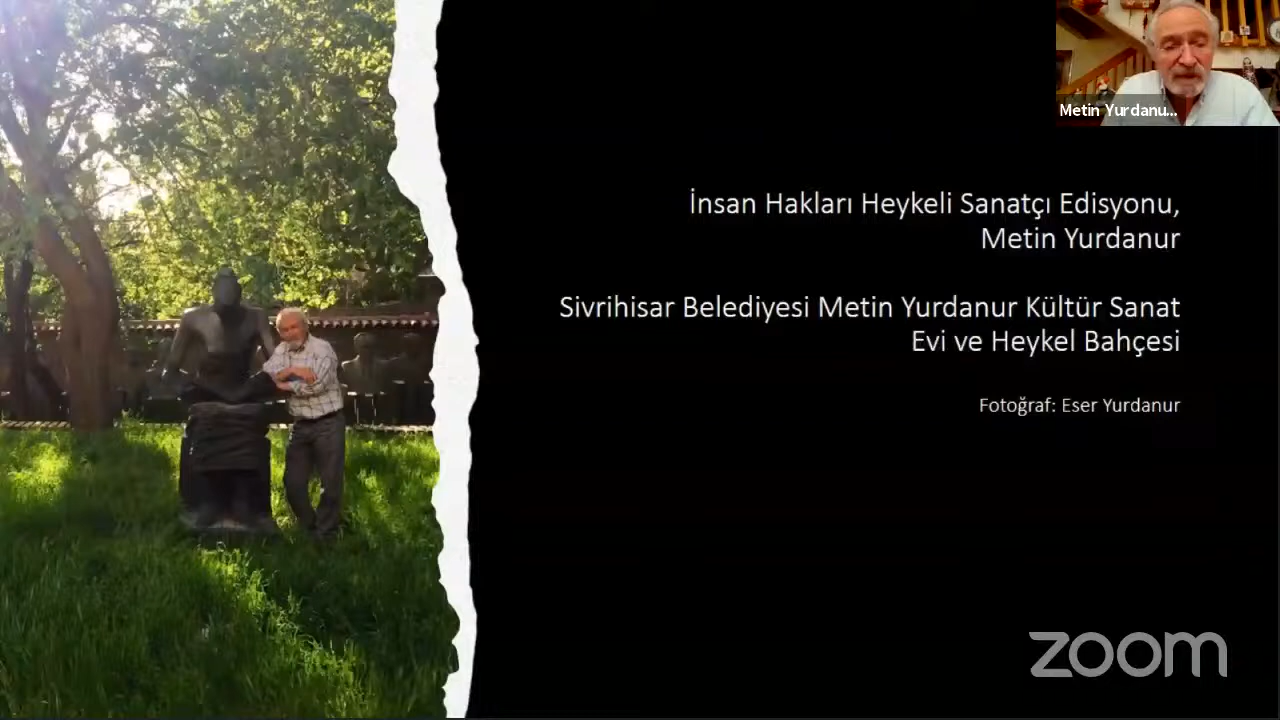 Metin Yurdanu...
İnsan Hakları Heykeli Sanatçı Edisyonu,
Metin Yurdanur
Sivrihisar Belediyesi Metin Yurdanur Kültür Sanat
Evi ve Heykel Bahçesi
Fotoğraf: Eser Yurdanur
zoom